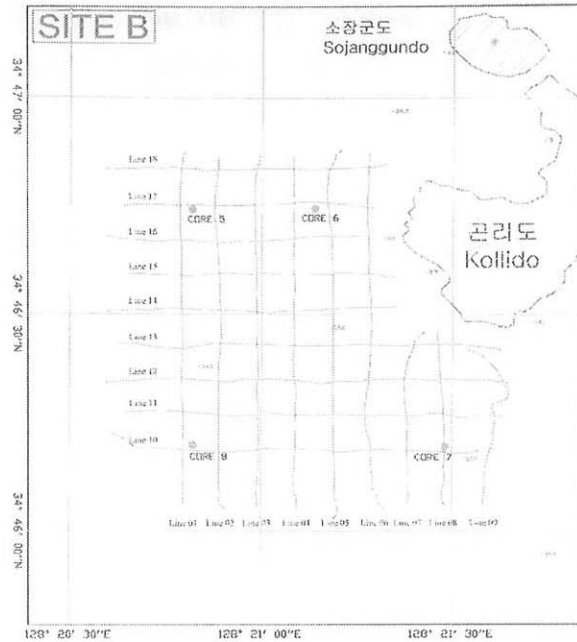 SITE B
소장군도
Sojanggundo
34° 47' 00"N
Line 18
Line 17
CORE 5
CORE 6
Line 16
곤리도
Kollido
Line 15
34° 46' 30"N
Line 14
Line 13
Line 12
Line 11
Line 10
CORE 8
CORE 7
34° 46' 00"N
Line 01 Line 02 Line 03 Line 04 Line 05 Line 06 Line 07 Line 08 Line 09
128° 20' 30"E 128° 21' 00"E 128° 21' 30"E